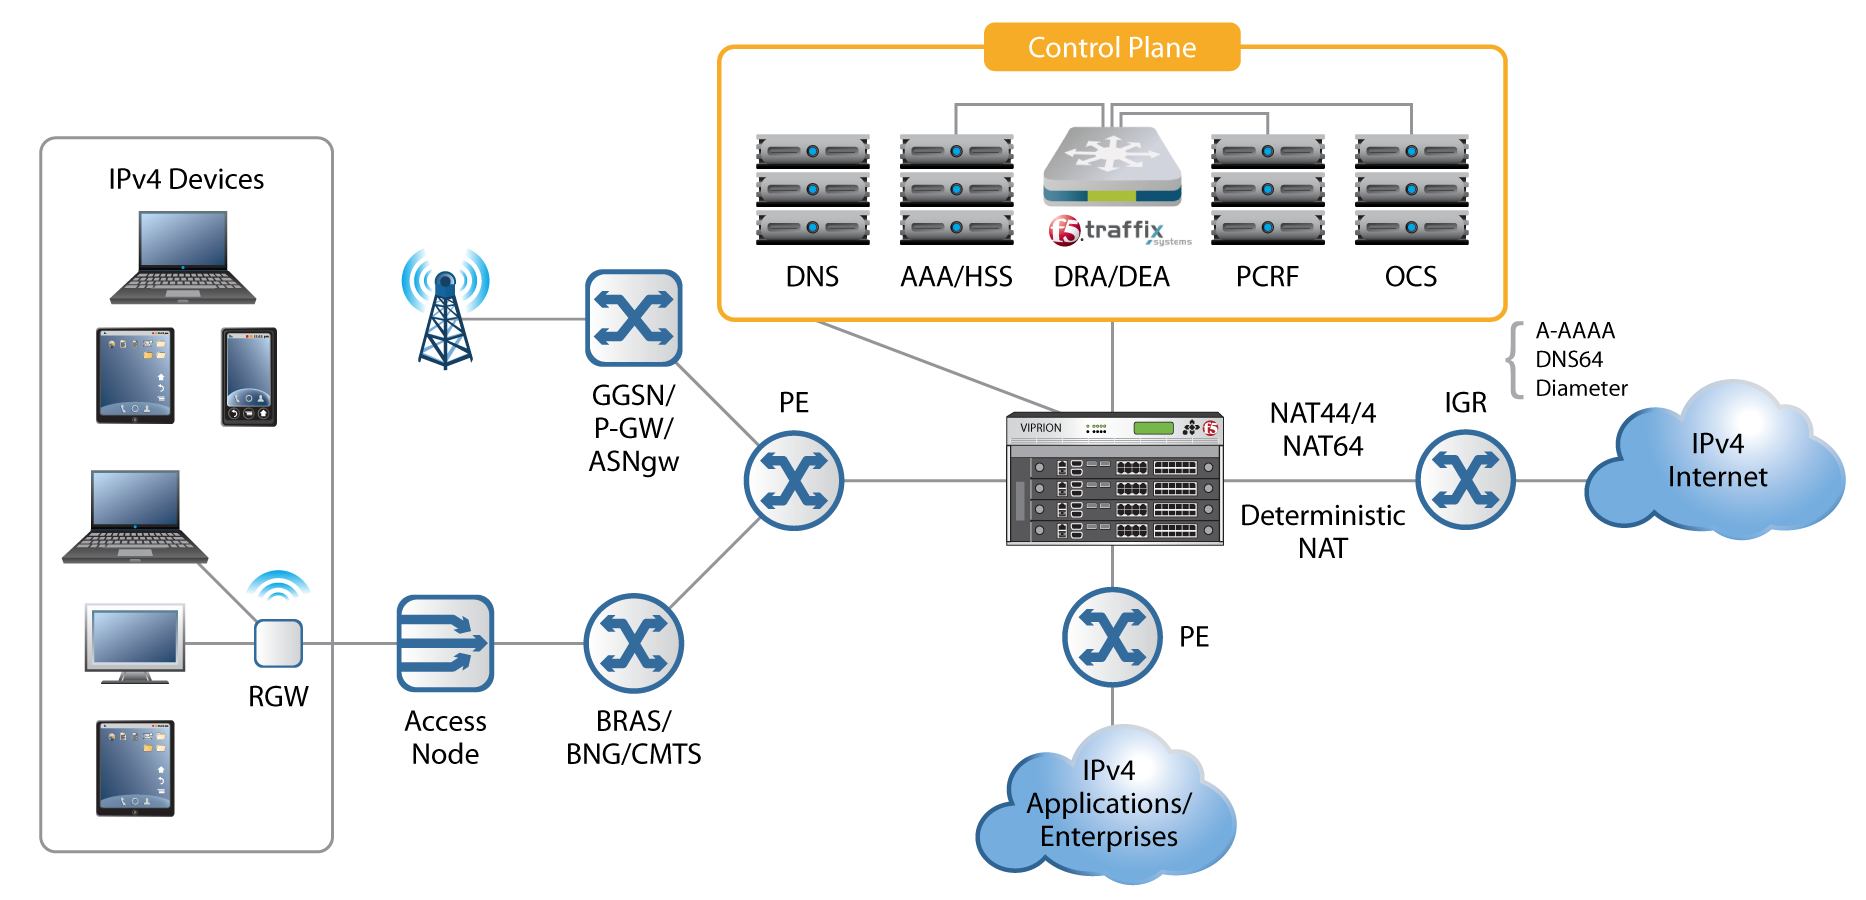 Control Plane
DNS
AAA/HSS
f5 traffix
systems
DRA/DEA
PCRF
OCS
IPv4 Devices
RGW
Access
Node
GGSN/
P-GW/
ASNgw
BRAS/
BNG/CMTS
PE
VIPRION
f5
NAT44/4
NAT64
Deterministic
NAT
IGR
A-AAAA
DNS64
Diameter
IPv4
Internet
PE
IPv4
Applications/
Enterprises